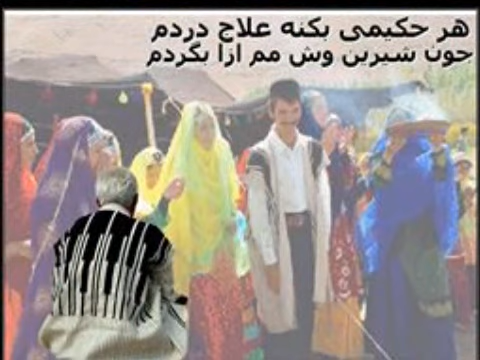 هر حکیمی بکنه علاج دردم
جون شیرین وش مم ازا بگردم